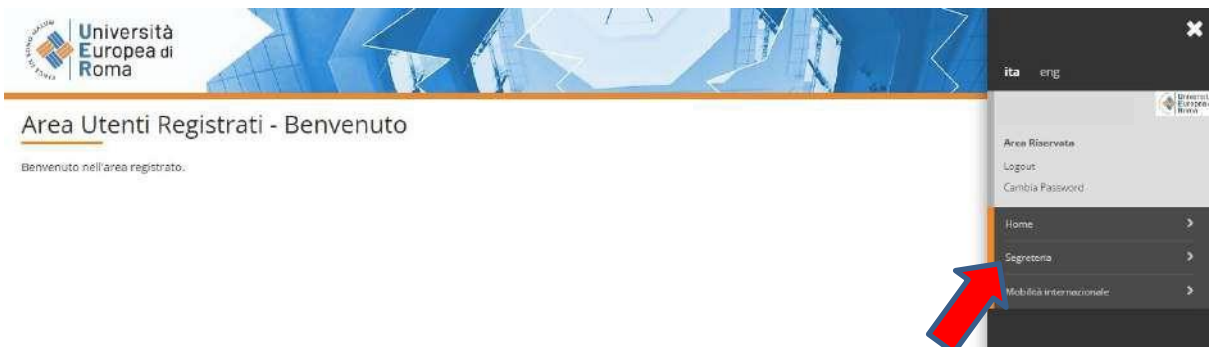 Università
Europea di
Roma
ita eng
Area Utenti Registrati - Benvenuto
Benvenuto nell'area registrato.
Area Riservata
Logout
Cambia Password
Home
Segreteria
Mobilità internazionale